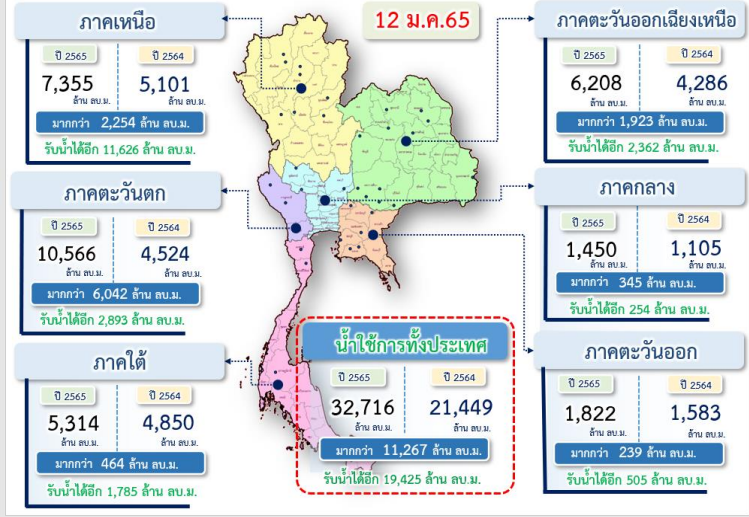 12 ม.ค.65
ภาคเหนือ
ปี 2565 ปี 2564
7,355 5,101
ล้าน ลบ.ม. ล้าน ลบ.ม.
มากกว่า 2,254 ล้าน ลบ.ม.
รับน้ำได้อีก 11,626 ล้าน ลบ.ม.
ภาคตะวันออกเฉียงเหนือ
ปี 2565 ปี 2564
6,208 4,286
ล้าน ลบ.ม. ล้าน ลบ.ม.
มากกว่า 1,923 ล้าน ลบ.ม.
รับน้ำได้อีก 2,362 ล้าน ลบ.ม.
ภาคตะวันตก
ปี 2565 ปี 2564
10,566 4,524
ล้าน ลบ.ม. ล้าน ลบ.ม.
มากกว่า 6,042 ล้าน ลบ.ม.
รับน้ำได้อีก 2,893 ล้าน ลบ.ม.
ภาคกลาง
ปี 2565 ปี 2564
1,450 1,105
ล้าน ลบ.ม. ล้าน ลบ.ม.
มากกว่า 345 ล้าน ลบ.ม.
รับน้ำได้อีก 254 ล้าน ลบ.ม.
ภาคใต้
ปี 2565 ปี 2564
5,314 4,850
ล้าน ลบ.ม. ล้าน ลบ.ม.
มากกว่า 464 ล้าน ลบ.ม.
รับน้ำได้อีก 1,785 ล้าน ลบ.ม.
น้ำใช้การทั้งประเทศ
ปี 2565 ปี 2564
32,716 21,449
ล้าน ลบ.ม. ล้าน ลบ.ม.
มากกว่า 11,267 ล้าน ลบ.ม.
รับน้ำได้อีก 19,425 ล้าน ลบ.ม.
ภาคตะวันออก
ปี 2565 ปี 2564
1,822 1,583
ล้าน ลบ.ม. ล้าน ลบ.ม.
มากกว่า 239 ล้าน ลบ.ม.
รับน้ำได้อีก 505 ล้าน ลบ.ม.